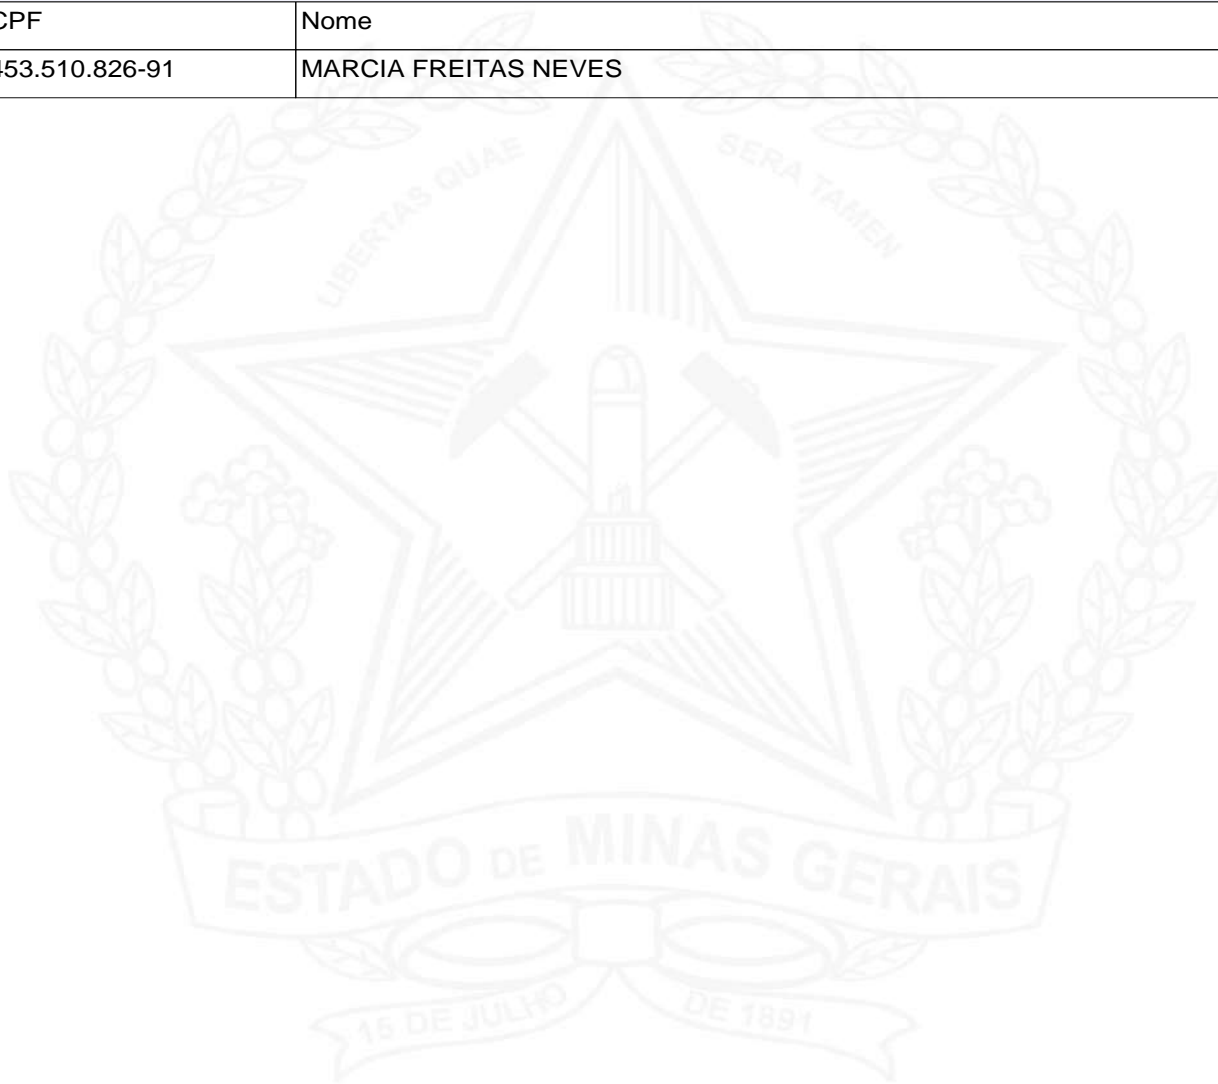 CPF Nome
453.510.826-91 MARCIA FREITAS NEVES
LIBERTAS QUAE SERA TAMEN
ESTADO DE MINAS GERAIS
15 DE JULHO DE 1891